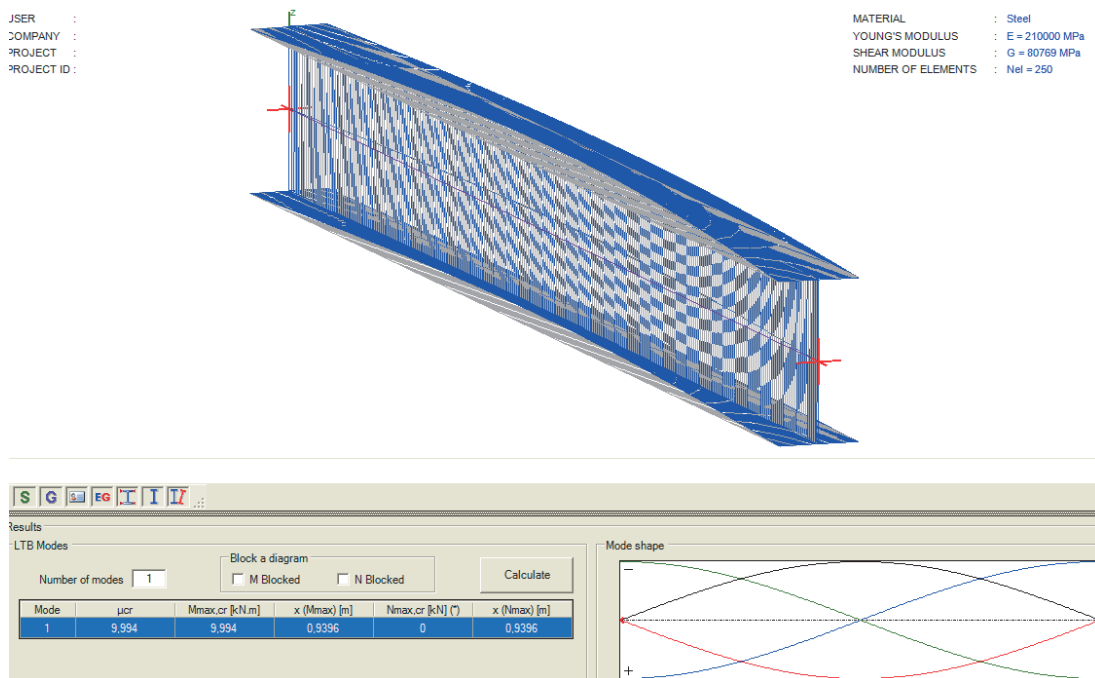 z
JSER :
COMPANY :
PROJECT :
PROJECT ID :
MATERIAL : Steel
YOUNG'S MODULUS : E = 210000 MPa
SHEAR MODULUS : G = 80769 MPa
NUMBER OF ELEMENTS : Nel = 250
S G EG
Results
LTB Modes
Number of modes 1
Block a diagram
M Blocked N Blocked
Calculate
Mode µcr Mmax,cr [kN.m] x (Mmax) [m] Nmax,cr [kN] (*) x (Nmax) [m]
1 9,994 9,994 0,9396 0 0,9396
Mode shape
−
+